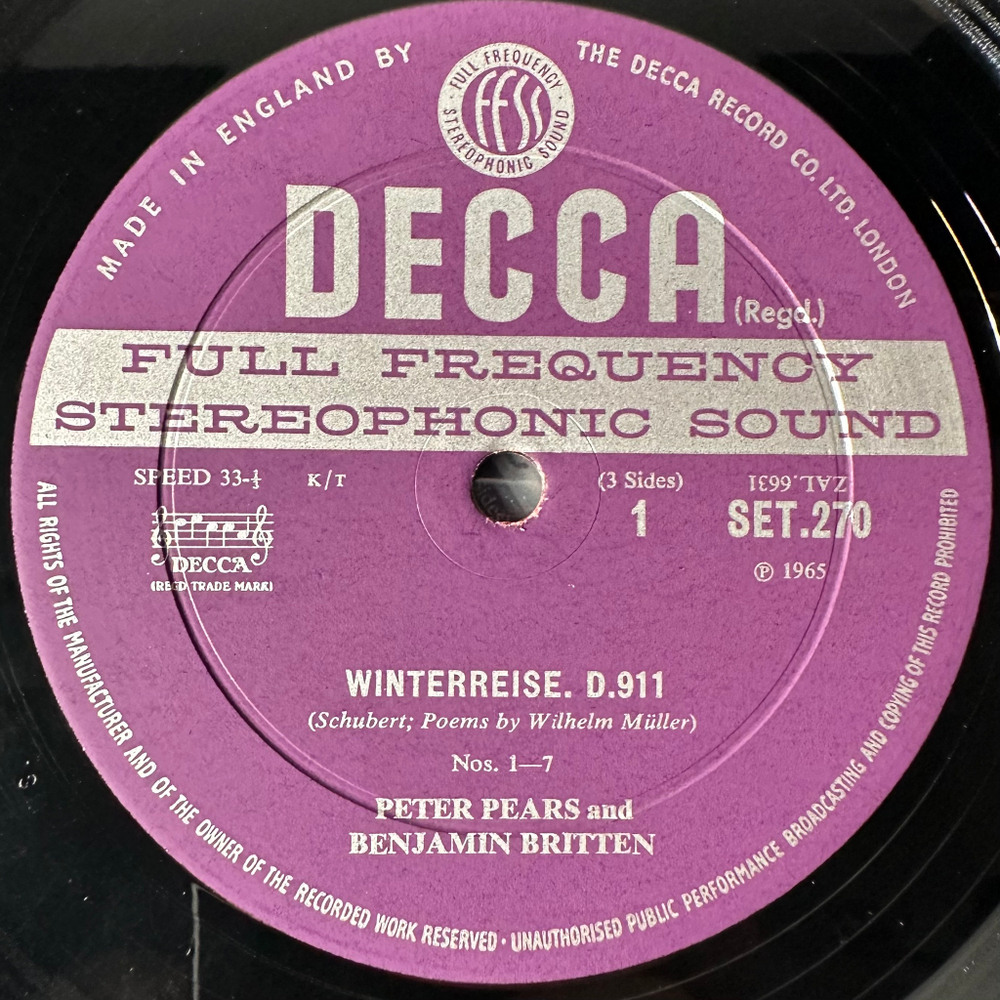 MADE IN ENGLAND BY
THE DECCA RECORD CO. LTD. LONDON
FULL FREQUENCY
FFSS
STEREOPHONIC SOUND
DECCA (Regd.)
FULL FREQUENCY
STEREOPHONIC SOUND
SPEED 33-⅓ K/T
(3 Sides)
ZAL.6631
1
SET.270
DECCA
(REGD TRADE MARK)
℗ 1965
WINTERREISE. D.911
(Schubert; Poems by Wilhelm Müller)
Nos. 1—7
PETER PEARS and
BENJAMIN BRITTEN
ALL RIGHTS OF THE MANUFACTURER AND OF THE OWNER OF THE RECORDED WORK RESERVED · UNAUTHORISED PUBLIC PERFORMANCE BROADCASTING AND COPYING OF THIS RECORD PROHIBITED